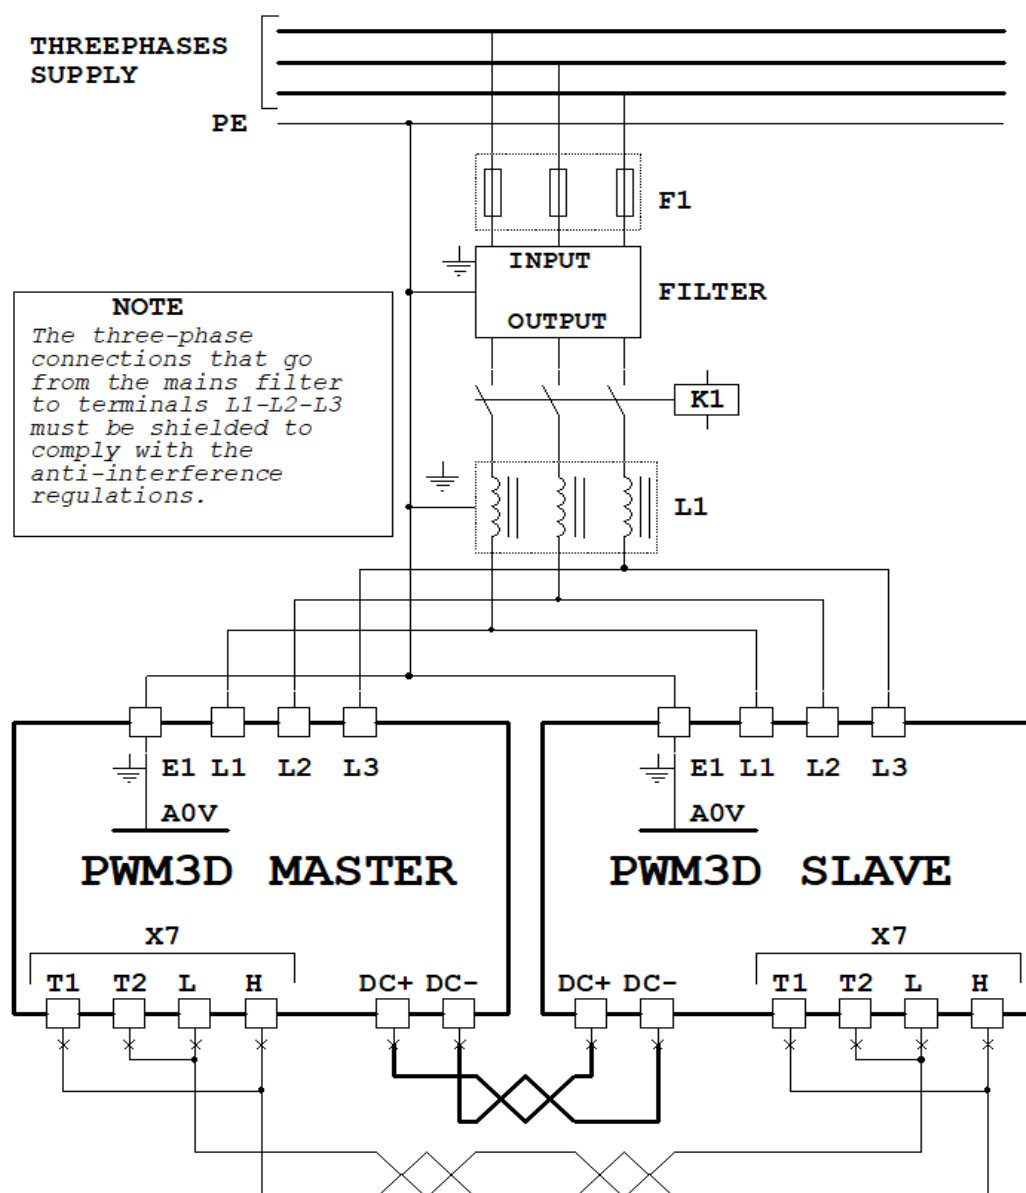 THREEPHASES
SUPPLY
PE
F1
INPUT
FILTER
OUTPUT
NOTE
The three-phase
connections that go
from the mains filter
to terminals L1-L2-L3
must be shielded to
comply with the
anti-interference
regulations.
K1
L1
E1 L1 L2 L3
E1 L1 L2 L3
A0V
A0V
PWM3D MASTER
PWM3D SLAVE
X7
X7
T1 T2 L H DC+ DC-
DC+ DC- T1 T2 L H